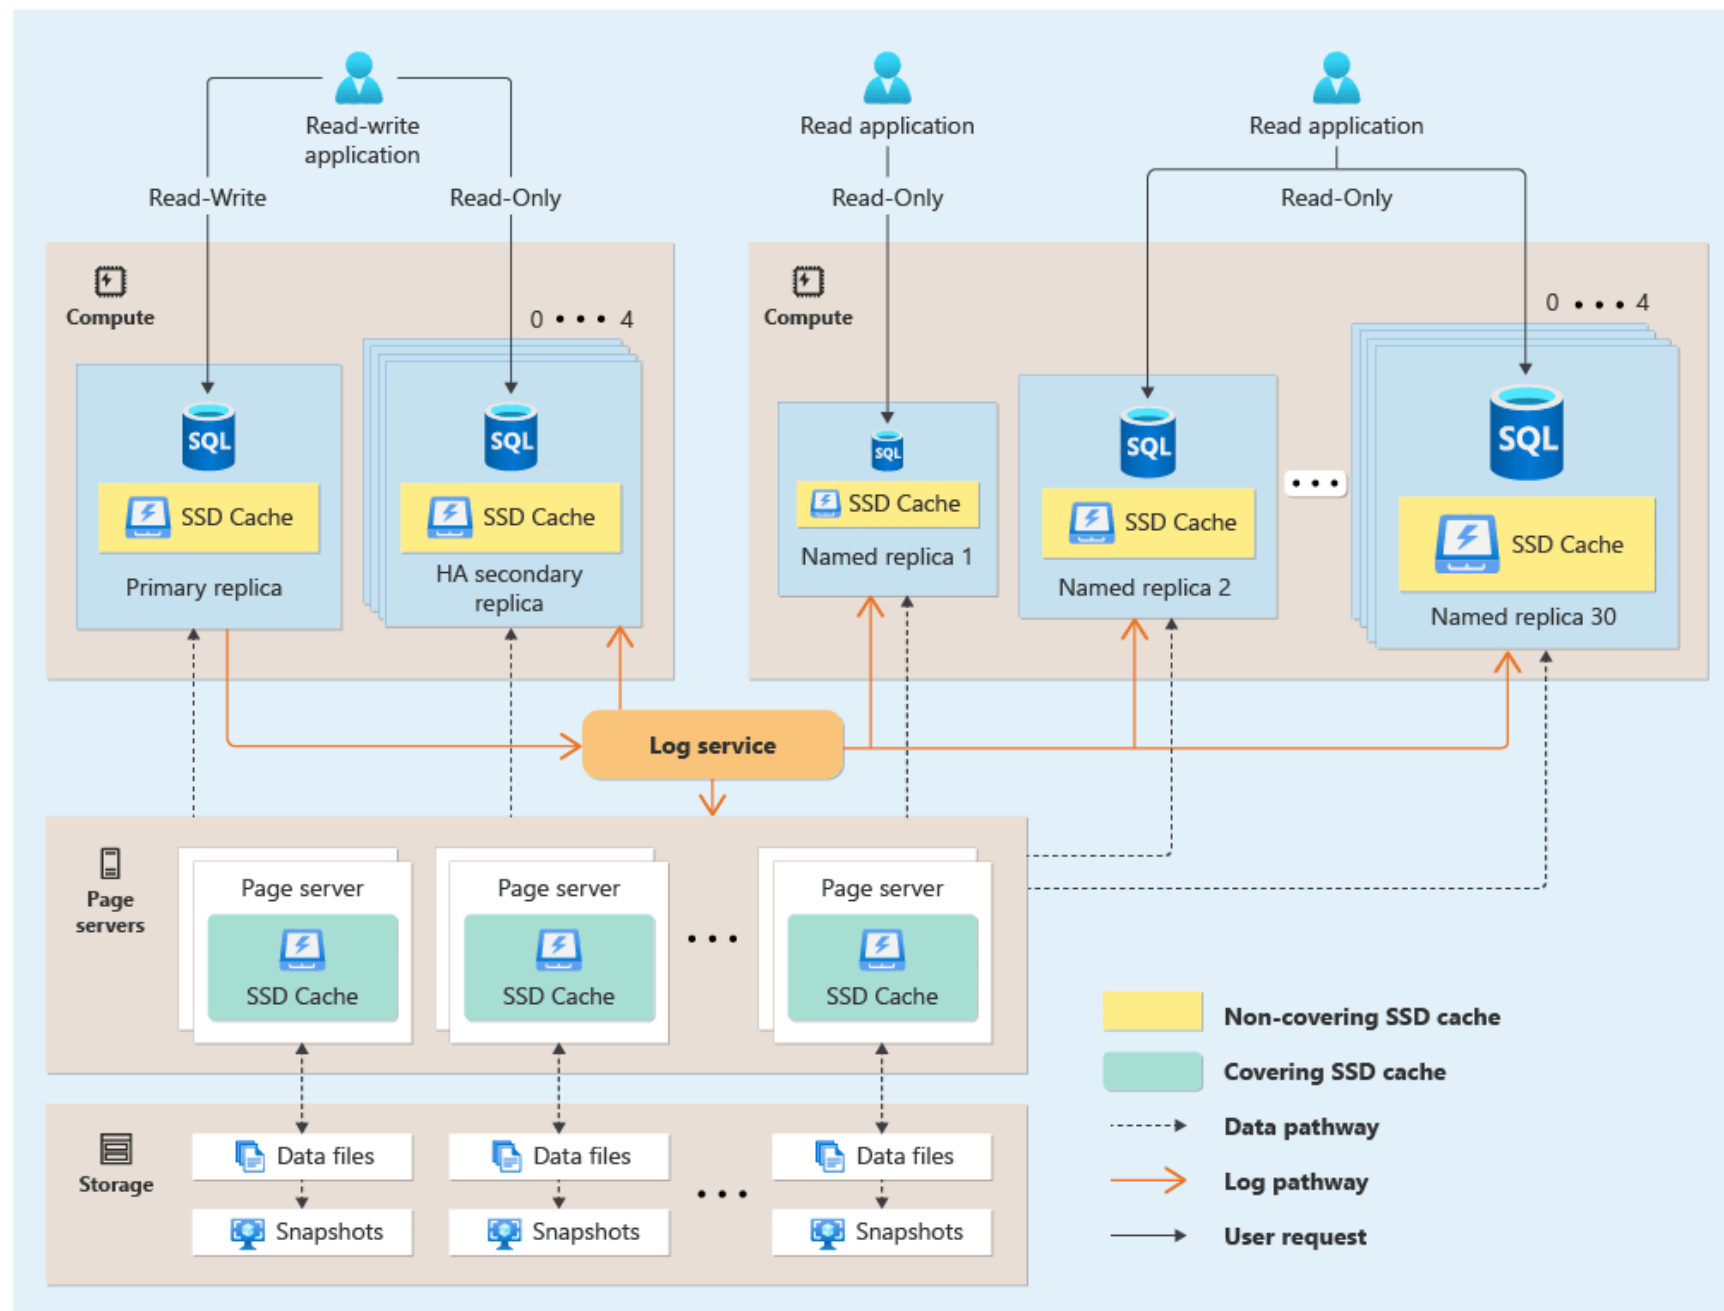 Read-write
application
Read application
Read application
Read-Write
Read-Only
Read-Only
Read-Only
Compute
0 • • • 4
Compute
0 • • • 4
SQL
SSD Cache
Primary replica
SQL
SSD Cache
HA secondary
replica
SQL
SSD Cache
Named replica 1
SQL
SSD Cache
Named replica 2
• • •
SQL
SSD Cache
Named replica 30
Log service
Page
servers
Page server
SSD Cache
Page server
SSD Cache
• • •
Page server
SSD Cache
Storage
Data files
Snapshots
Data files
Snapshots
• • •
Data files
Snapshots
Non-covering SSD cache
Covering SSD cache
Data pathway
Log pathway
User request